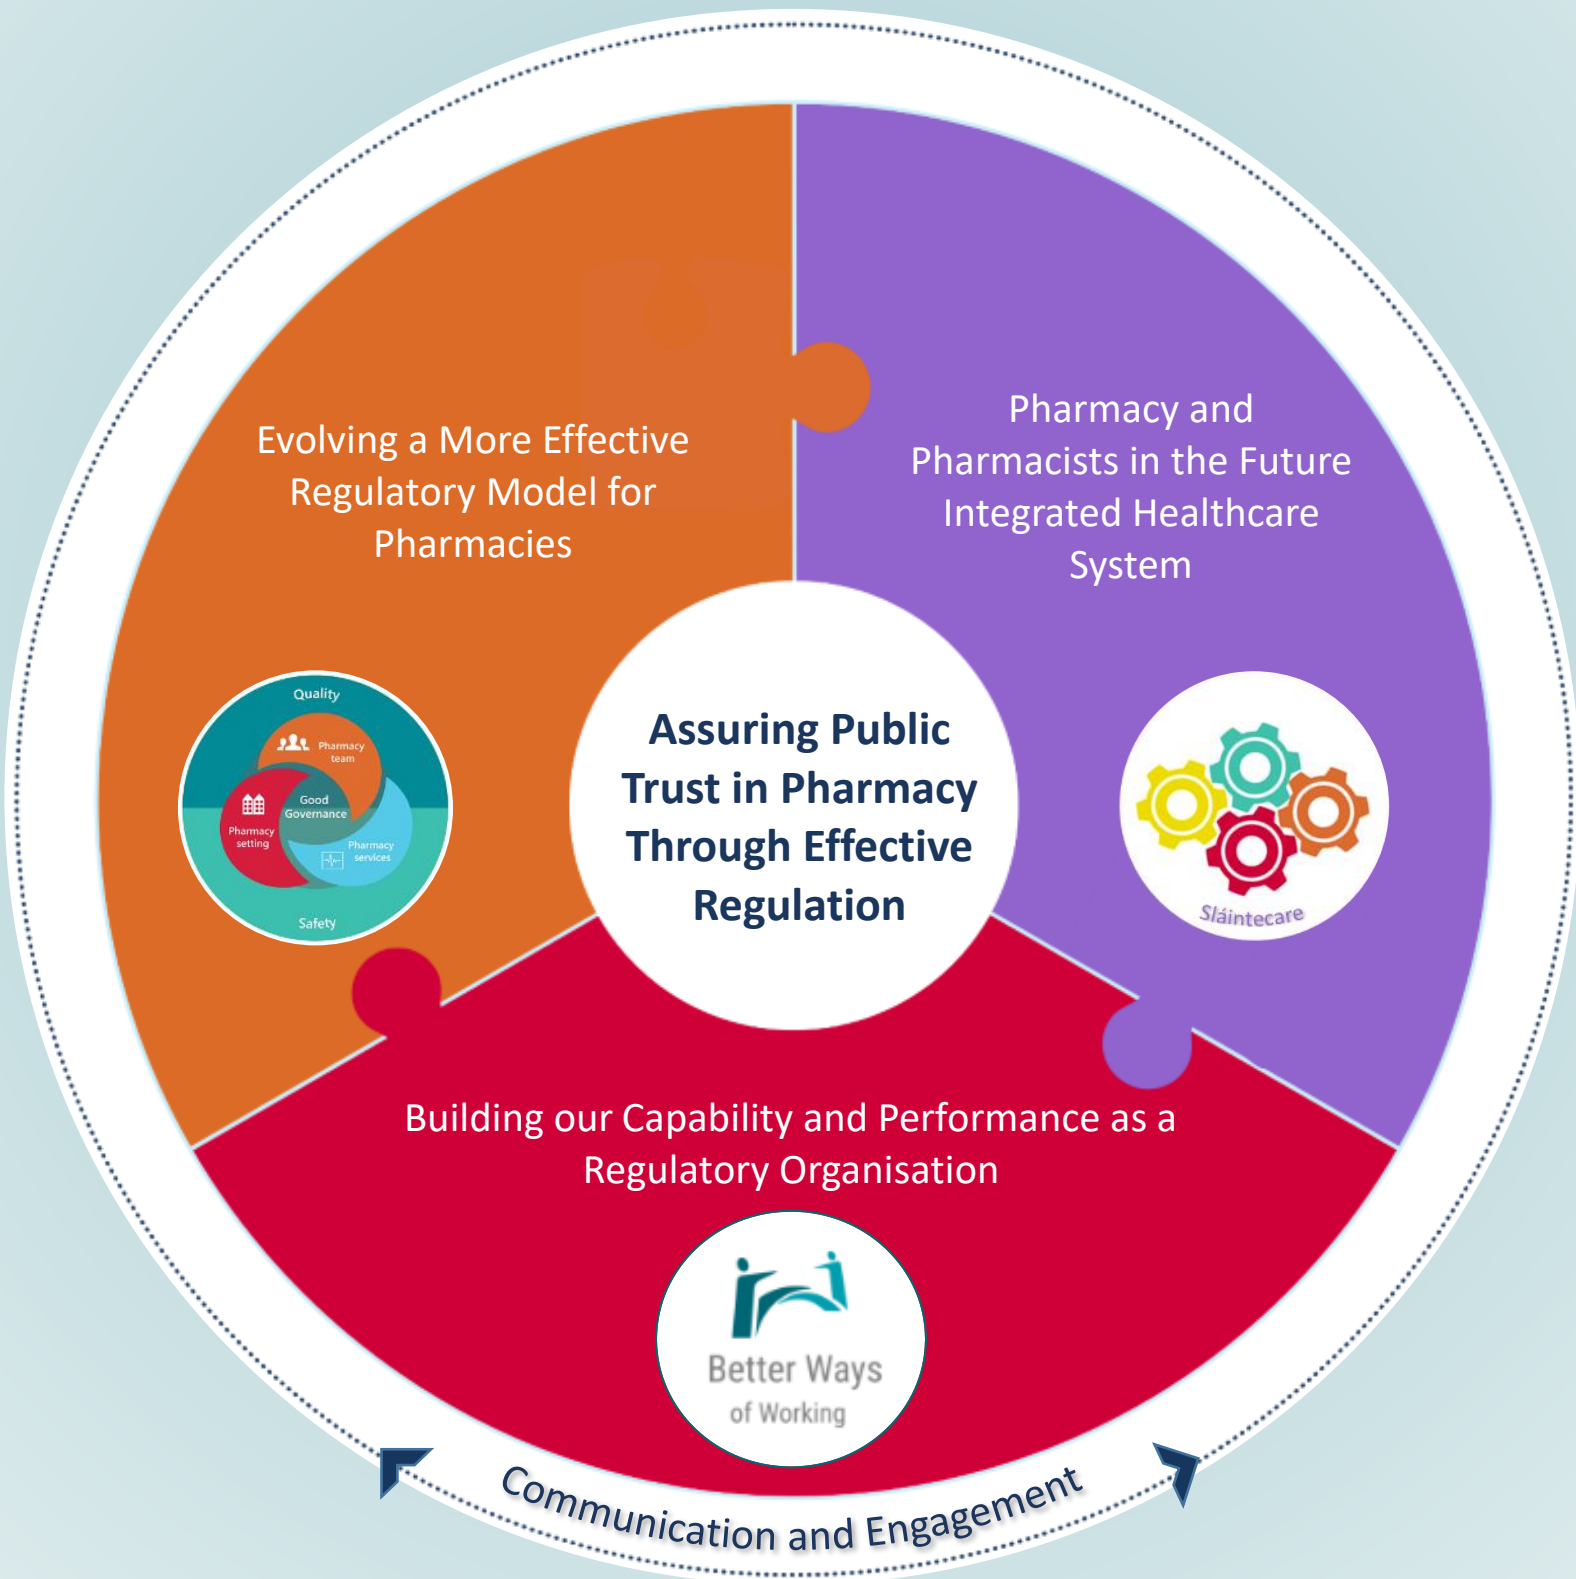 Evolving a More Effective
Regulatory Model for
Pharmacies
Pharmacy and
Pharmacists in the Future
Integrated Healthcare
System
Quality
Pharmacy
team
Good
Governance
Pharmacy
setting
Pharmacy
services
Safety
Assuring Public
Trust in Pharmacy
Through Effective
Regulation
Sláintecare
Building our Capability and Performance as a
Regulatory Organisation
Better Ways
of Working
Communication and Engagement